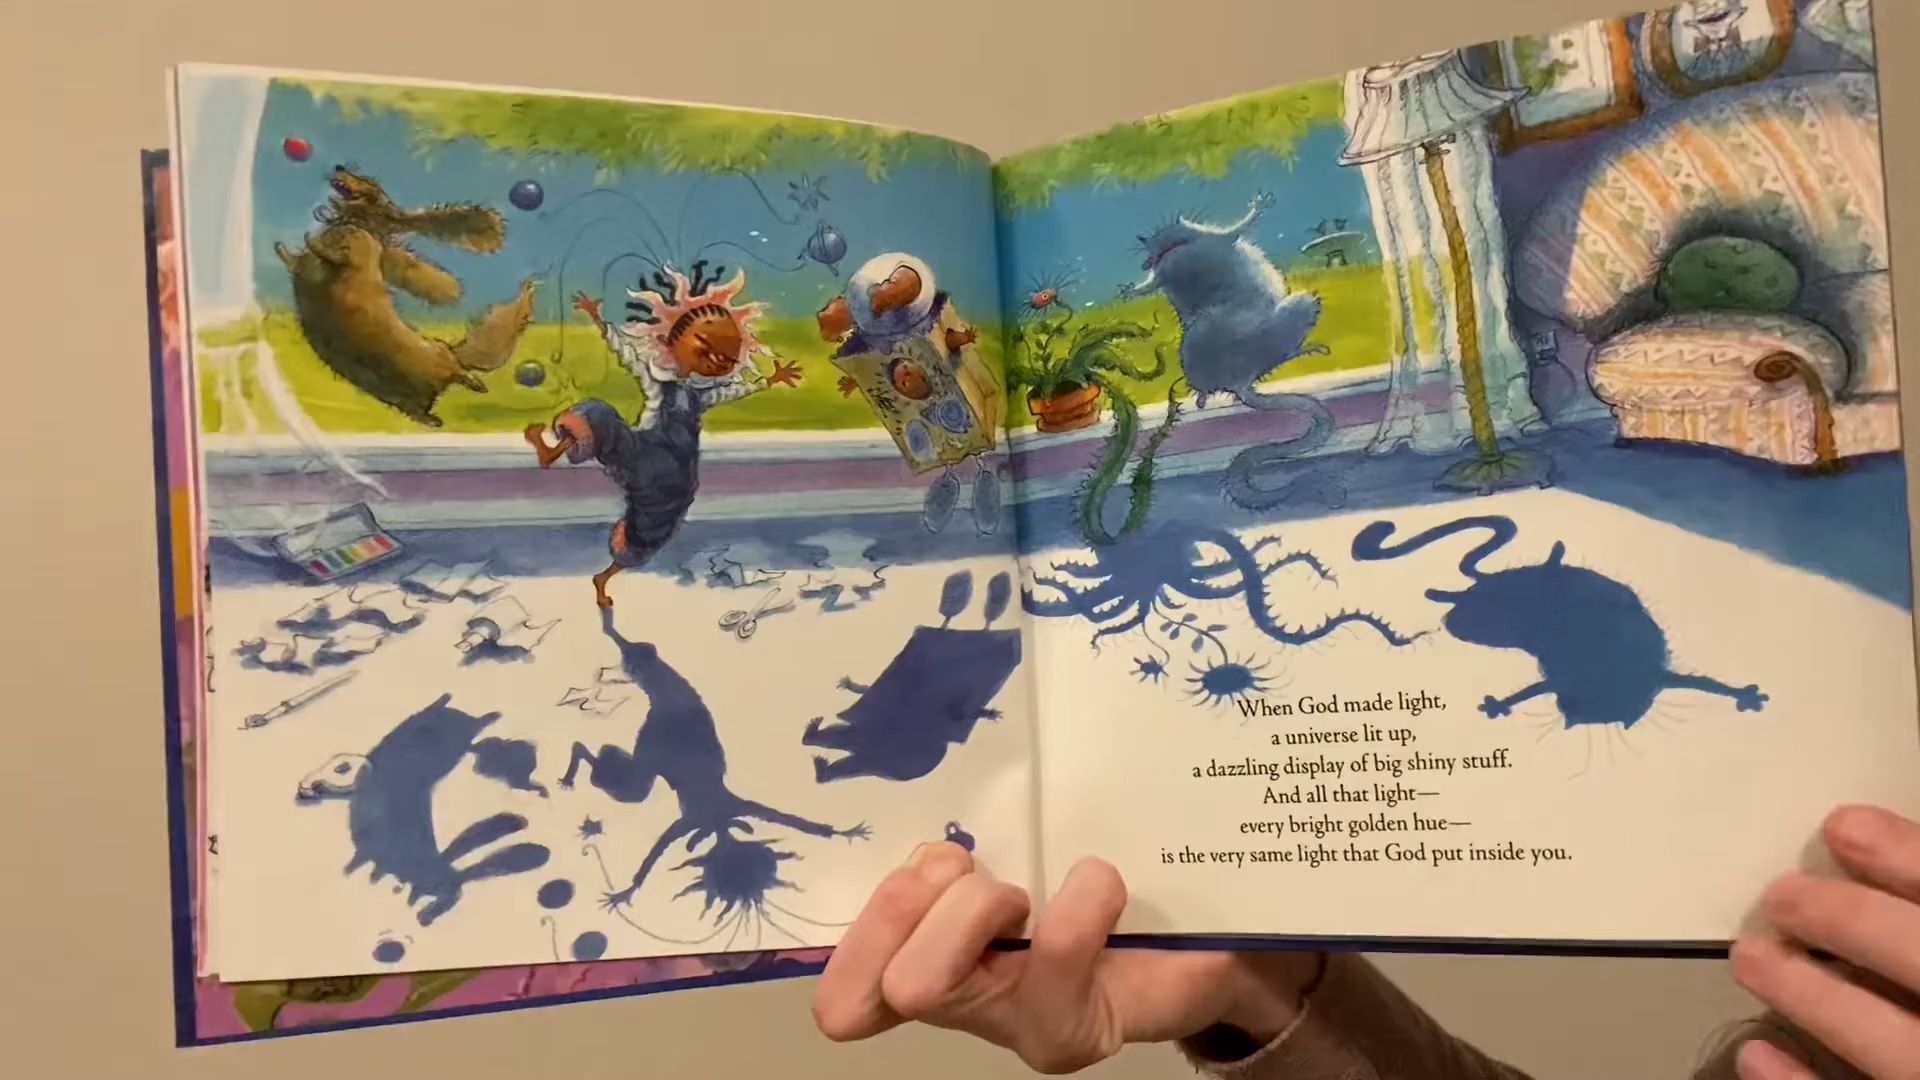 When God made light,
a universe lit up,
a dazzling display of big shiny stuff.
And all that light—
every bright golden hue—
is the very same light that God put inside you.